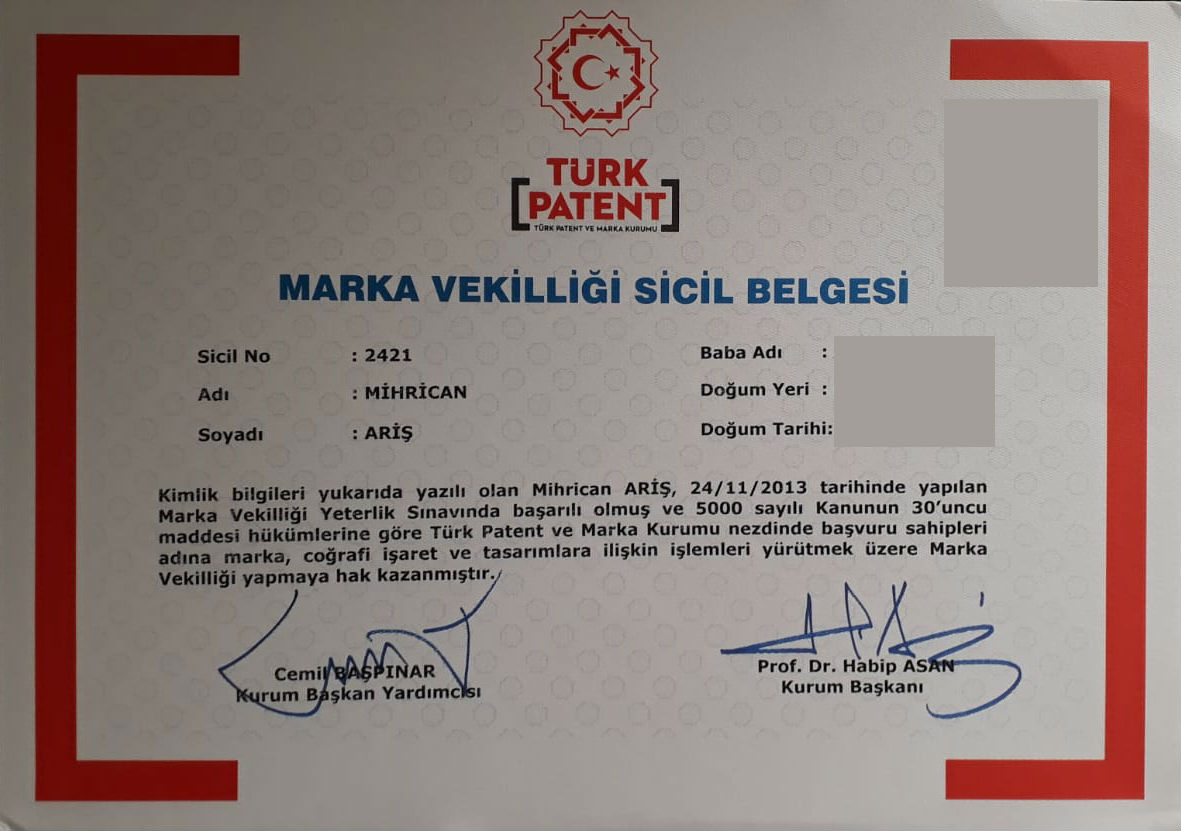 TÜRK
PATENT
TÜRK PATENT VE MARKA KURUMU
MARKA VEKİLLİĞİ SİCİL BELGESİ
Sicil No : 2421
Baba Adı :
Adı : MİHRİCAN
Doğum Yeri :
Soyadı : ARİŞ
Doğum Tarihi:
Kimlik bilgileri yukarıda yazılı olan Mihrican ARİŞ, 24/11/2013 tarihinde yapılan
Marka Vekilliği Yeterlik Sınavında başarılı olmuş ve 5000 sayılı Kanunun 30'uncu
maddesi hükümlerine göre Türk Patent ve Marka Kurumu nezdinde başvuru sahipleri
adına marka, coğrafi işaret ve tasarımlara ilişkin işlemleri yürütmek üzere Marka
Vekilliği yapmaya hak kazanmıştır.
Cemil BAŞPINAR
Kurum Başkan Yardımcısı
Prof. Dr. Habip ASAN
Kurum Başkanı